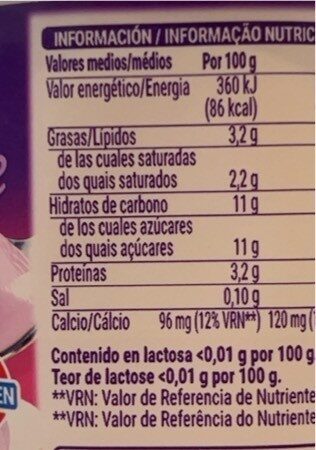 INFORMACIÓN / INFORMAÇÃO NUTRIC
Valores medios/médios Por 100 g
Valor energético/Energia 360 kJ
(86 kcal)
Grasas/Lípidos 3,2 g
de las cuales saturadas
dos quais saturados 2,2 g
Hidratos de carbono 11 g
de los cuales azúcares
dos quais açúcares 11 g
Proteínas 3,2 g
Sal 0,10 g
Calcio/Cálcio 96 mg (12% VRN**) 120 mg (
Contenido en lactosa <0,01 g por 100 g
Teor de lactose <0,01 g por 100 g.
**VRN: Valor de Referencia de Nutriente
**VRN: Valor de Referência do Nutriente
EN